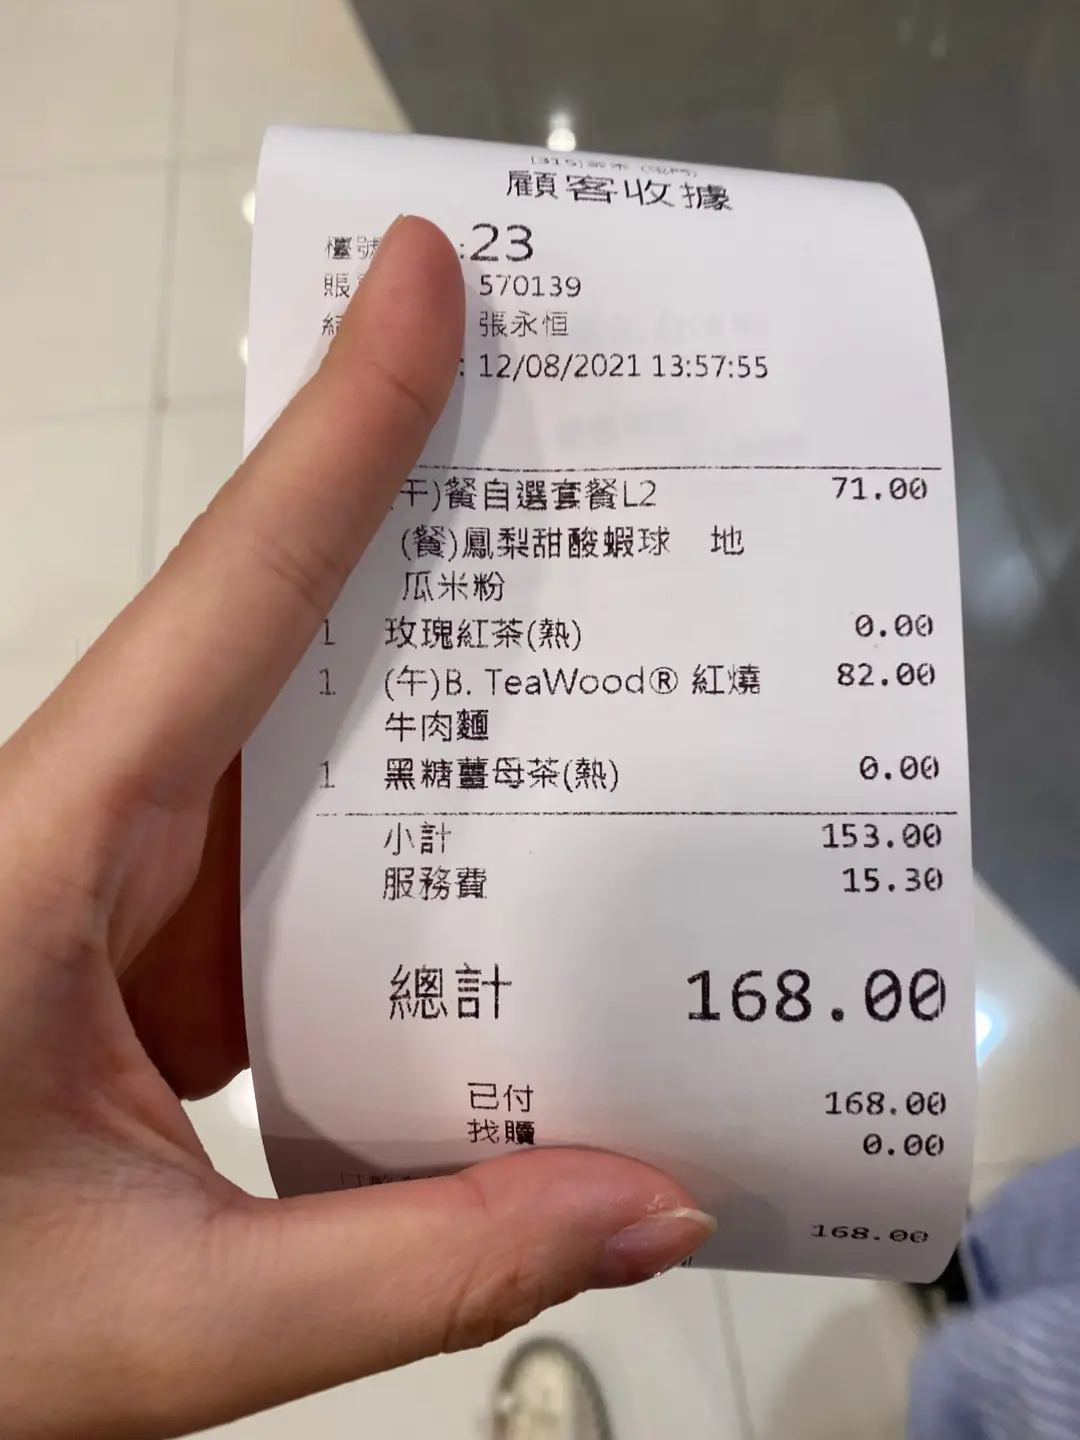 顧客收據
檯號 :23
賬 570139
張永恒
: 12/08/2021 13:57:55
午)餐自選套餐L2 71.00
(餐)鳳梨甜酸蝦球 地
瓜米粉
1 玫瑰紅茶(熱) 0.00
1 (午)B. TeaWood® 紅燒 82.00
牛肉麵
1 黑糖薑母茶(熱) 0.00
小計 153.00
服務費 15.30
總計 168.00
已付 168.00
找贖 0.00
168.00